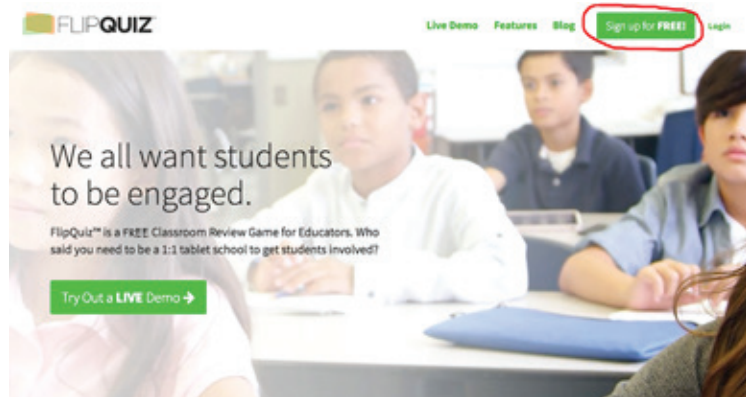 FLIPQUIZ™
Live Demo Features Blog Sign up for FREE! Login
We all want students
to be engaged.
FlipQuiz™ is a FREE Classroom Review Game for Educators. Who
said you need to be a 1:1 tablet school to get students involved?
Try Out a LIVE Demo →